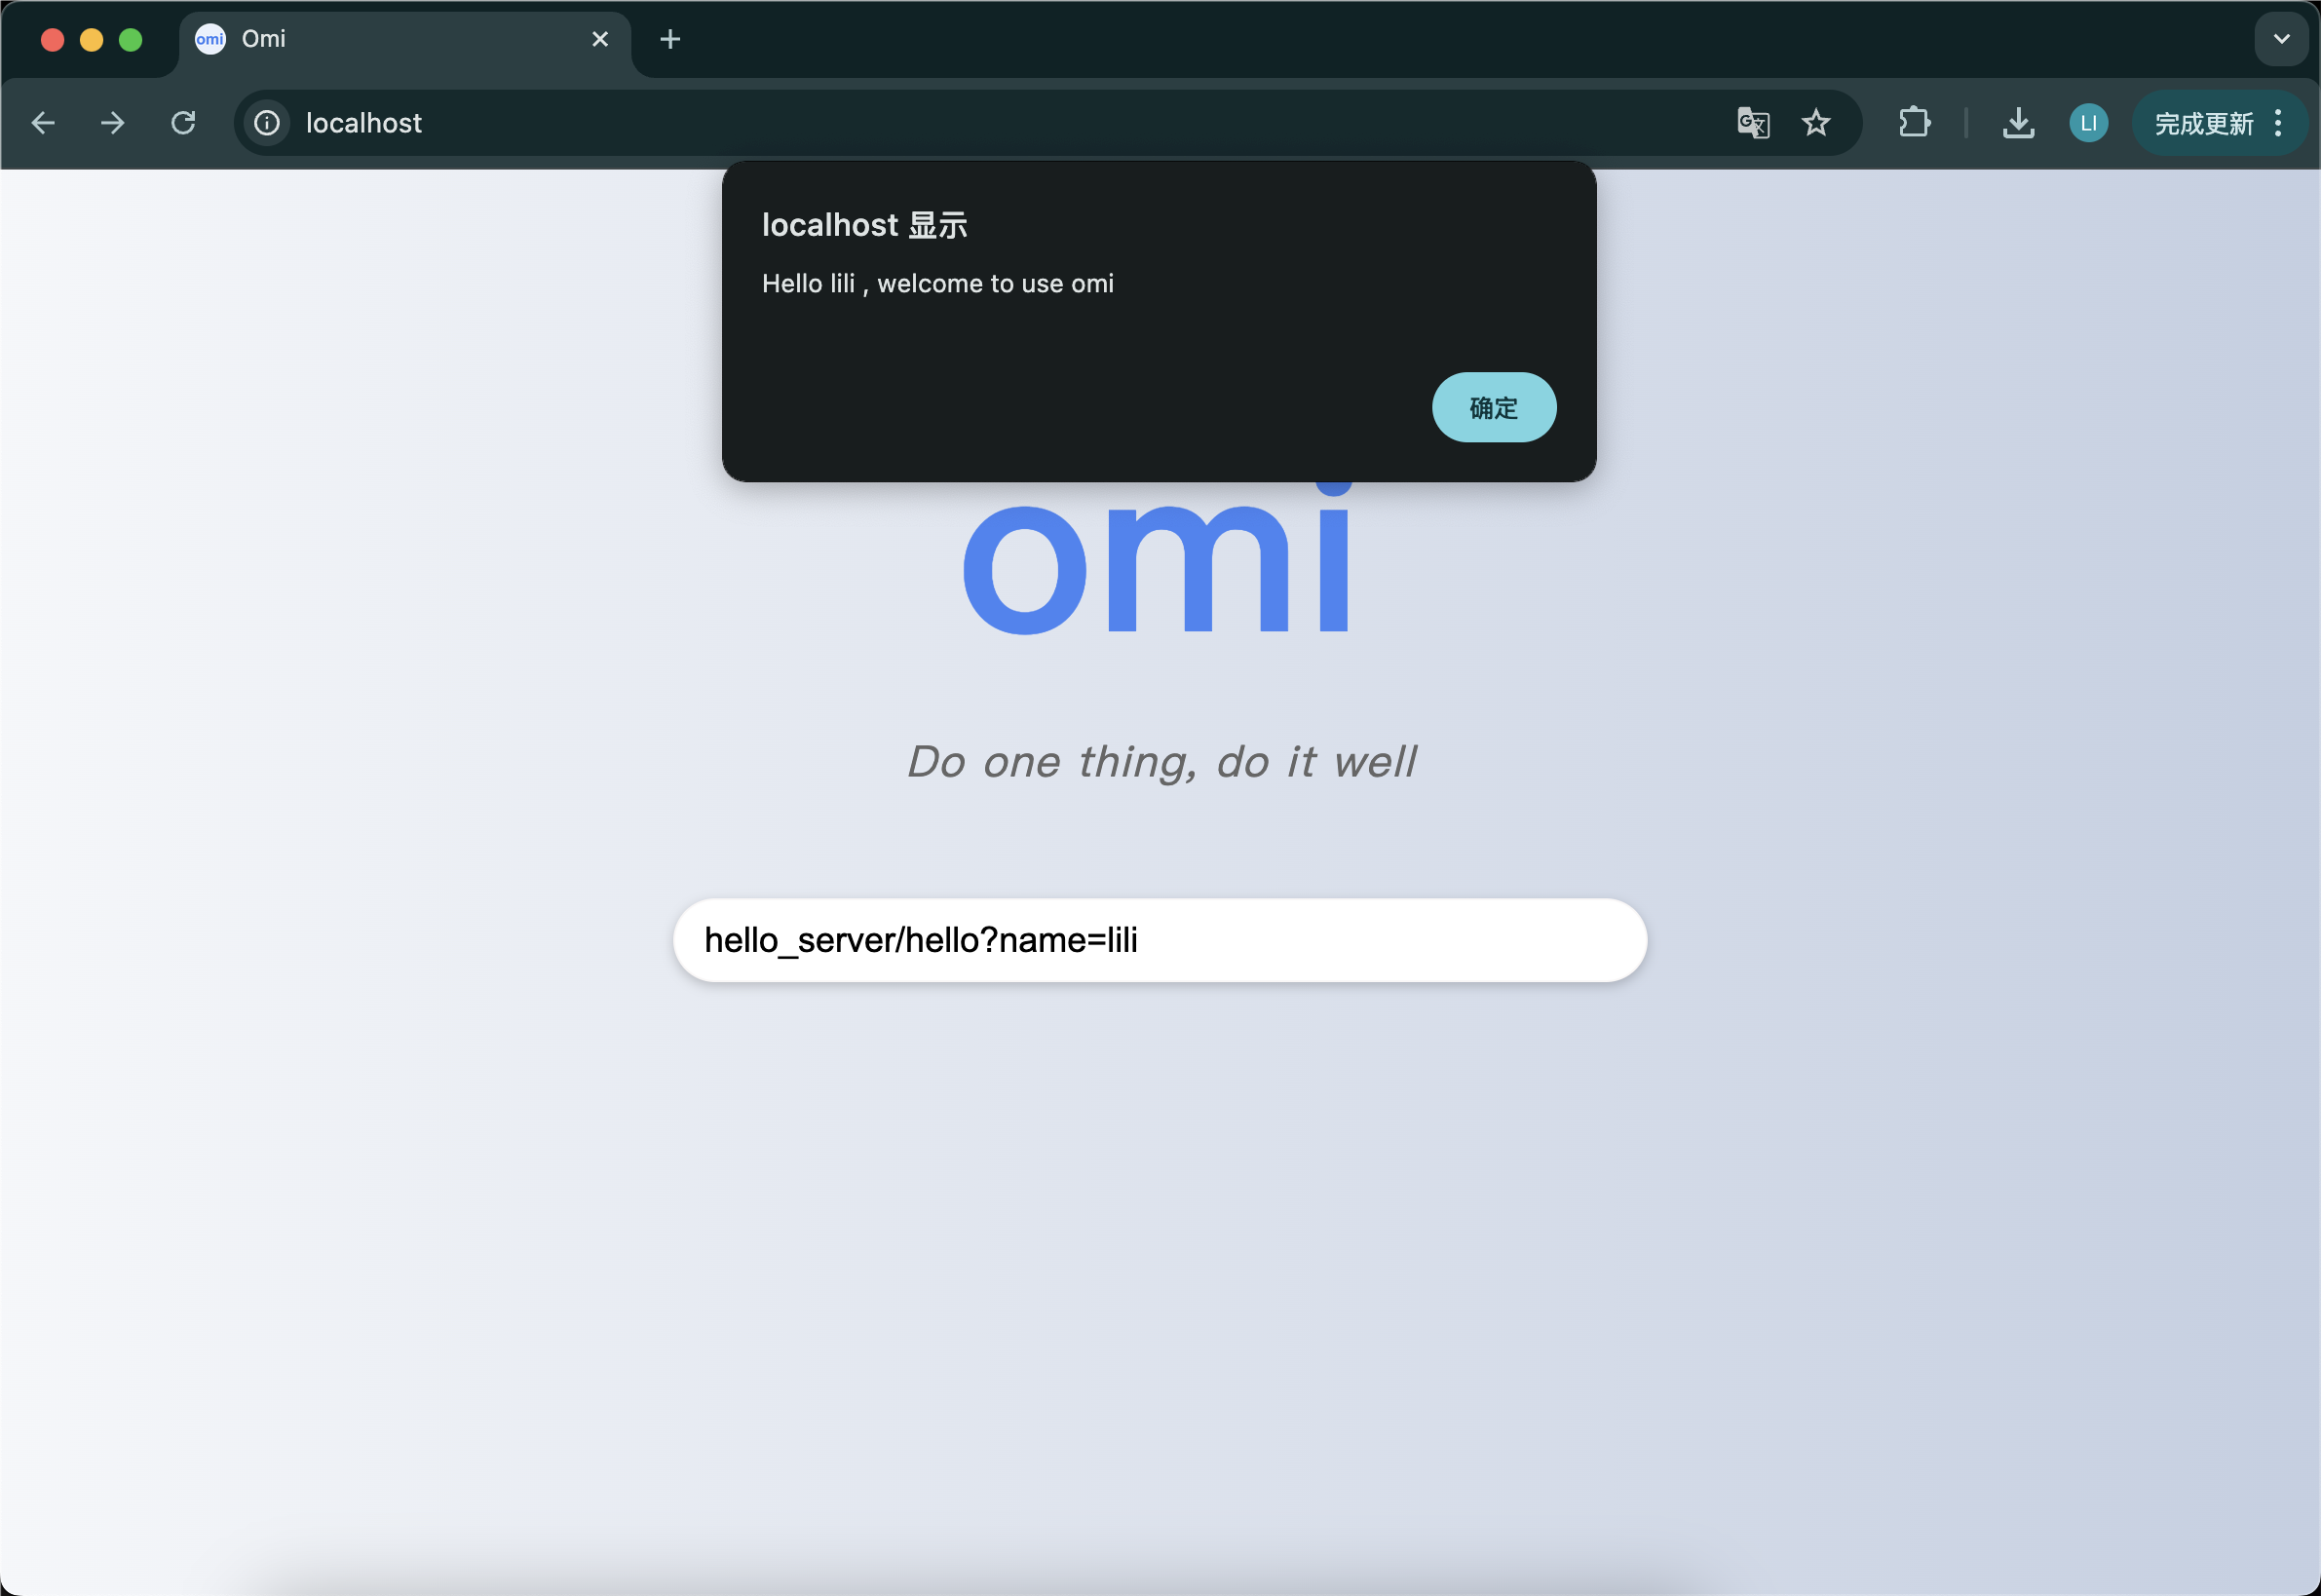 omi Omi
localhost
LI
完成更新
localhost 显示
Hello lili , welcome to use omi
确定
omi
Do one thing, do it well
hello_server/hello?name=lili